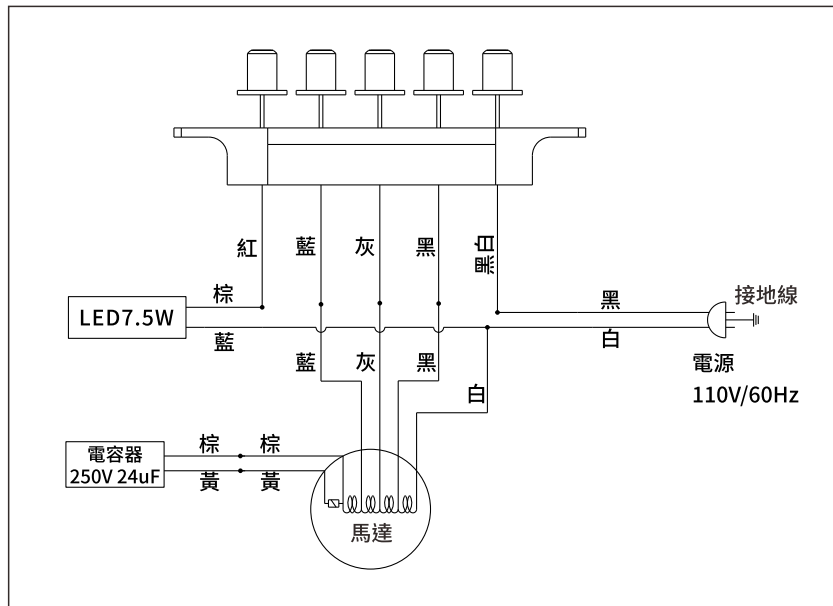 紅
藍
灰
黑
黑白
棕
LED7.5W
藍
黑
白
接地線
電源
110V/60Hz
藍
灰
黑
白
電容器
250V 24uF
棕
棕
黃
黃
馬達